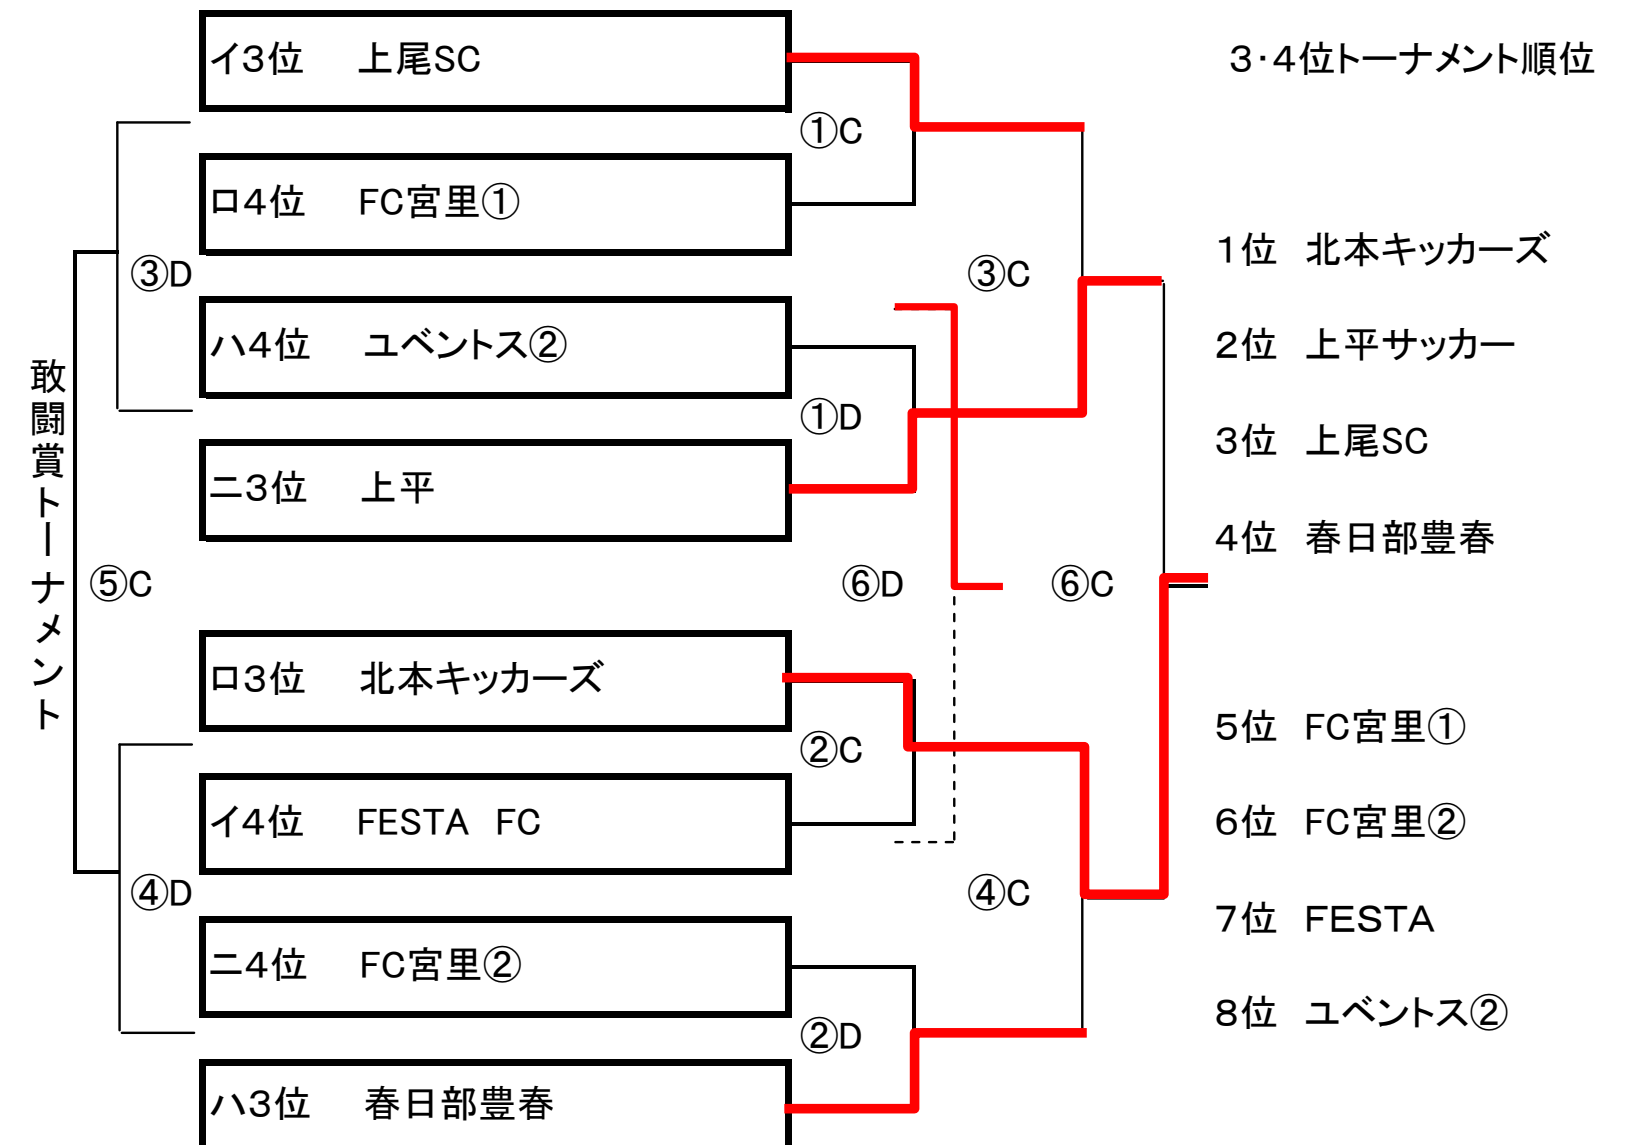 イ３位 上尾SC
３・４位トーナメント順位
①C
ロ４位 FC宮里①
③D
③C
１位 北本キッカーズ
ハ４位 ユベントス②
２位 上平サッカー
①D
３位 上尾SC
ニ３位 上平
４位 春日部豊春
敢闘賞トーナメント
⑤C
⑥D
⑥C
ロ３位 北本キッカーズ
５位 FC宮里①
②C
イ４位 FESTA FC
６位 FC宮里②
④D
④C
７位 FESTA
ニ４位 FC宮里②
８位 ユベントス②
②D
ハ３位 春日部豊春